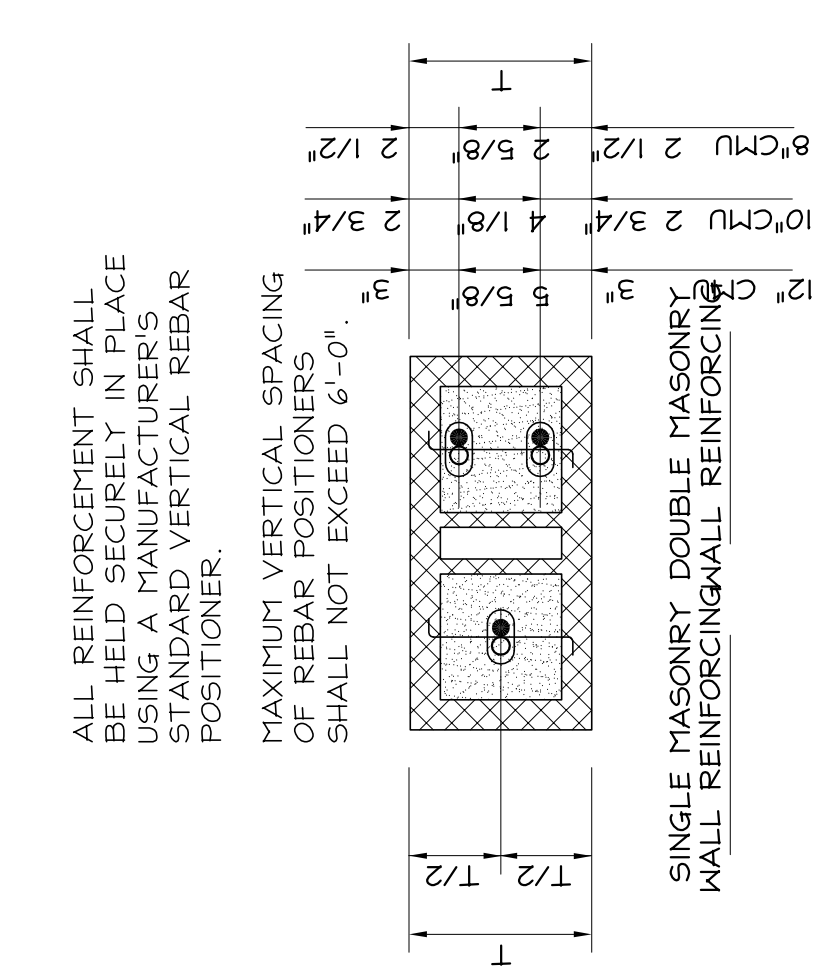 ALL REINFORCEMENT SHALL
BE HELD SECURELY IN PLACE
USING A MANUFACTURER'S
STANDARD VERTICAL REBAR
POSITIONER.
MAXIMUM VERTICAL SPACING
OF REBAR POSITIONERS
SHALL NOT EXCEED 6'-0".
T
T/2 T/2
T
8"CMU 2 1/2" 2 5/8" 2 1/2"
10"CMU 2 3/4" 4 1/8" 2 3/4"
12" CMU 3" 5 5/8" 3"
SINGLE MASONRY
WALL REINFORCING
DOUBLE MASONRY
WALL REINFORCING